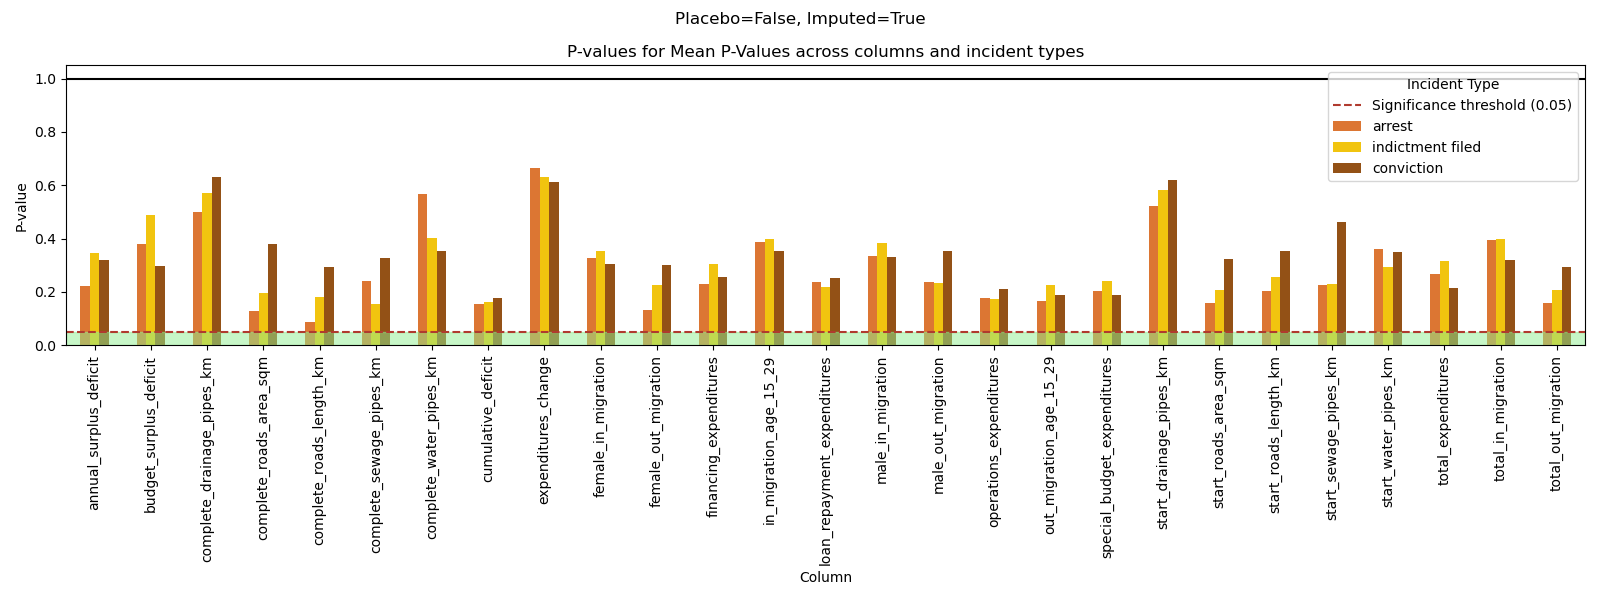 Placebo=False, Imputed=True
P-values for Mean P-Values across columns and incident types
P-value
1.0
0.8
0.6
0.4
0.2
0.0
Incident Type
Significance threshold (0.05)
arrest
indictment filed
conviction
annual_surplus_deficit
budget_surplus_deficit
complete_drainage_pipes_km
complete_roads_area_sqm
complete_roads_length_km
complete_sewage_pipes_km
complete_water_pipes_km
cumulative_deficit
expenditures_change
female_in_migration
female_out_migration
financing_expenditures
in_migration_age_15_29
loan_repayment_expenditures
male_in_migration
male_out_migration
operations_expenditures
out_migration_age_15_29
special_budget_expenditures
start_drainage_pipes_km
start_roads_area_sqm
start_roads_length_km
start_sewage_pipes_km
start_water_pipes_km
total_expenditures
total_in_migration
total_out_migration
Column